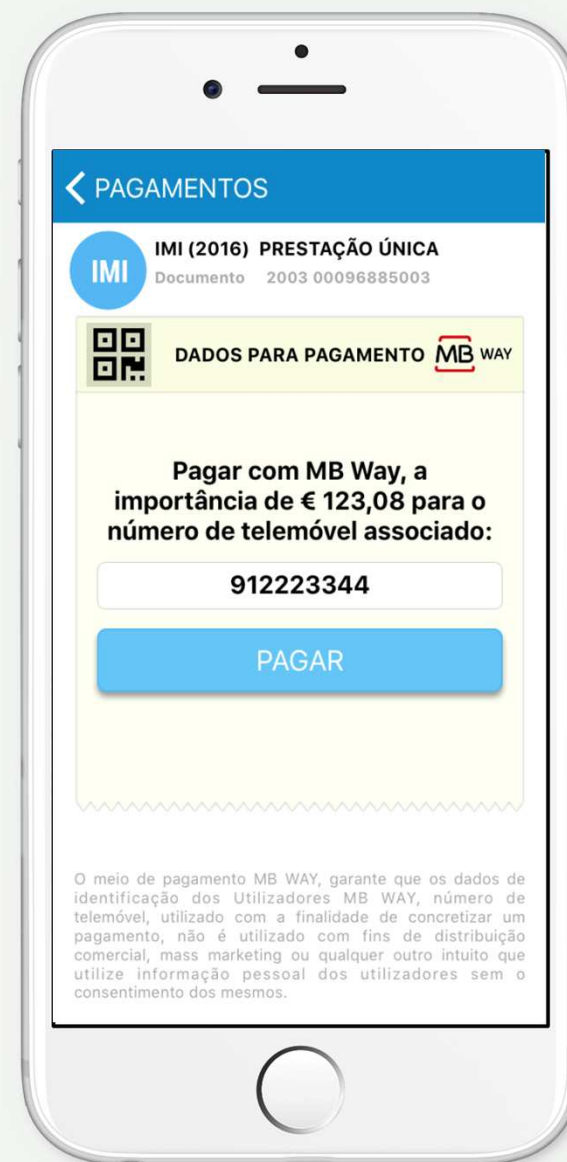 PAGAMENTOS
IMI
IMI (2016) PRESTAÇÃO ÚNICA
Documento 2003 00096885003
DADOS PARA PAGAMENTO MB WAY
Pagar com MB Way, a
importância de € 123,08 para o
número de telemóvel associado:
912223344
PAGAR
O meio de pagamento MB WAY, garante que os dados de
identificação dos Utilizadores MB WAY, número de
telemóvel, utilizado com a finalidade de concretizar um
pagamento, não é utilizado com fins de distribuição
comercial, mass marketing ou qualquer outro intuito que
utilize informação pessoal dos utilizadores sem o
consentimento dos mesmos.